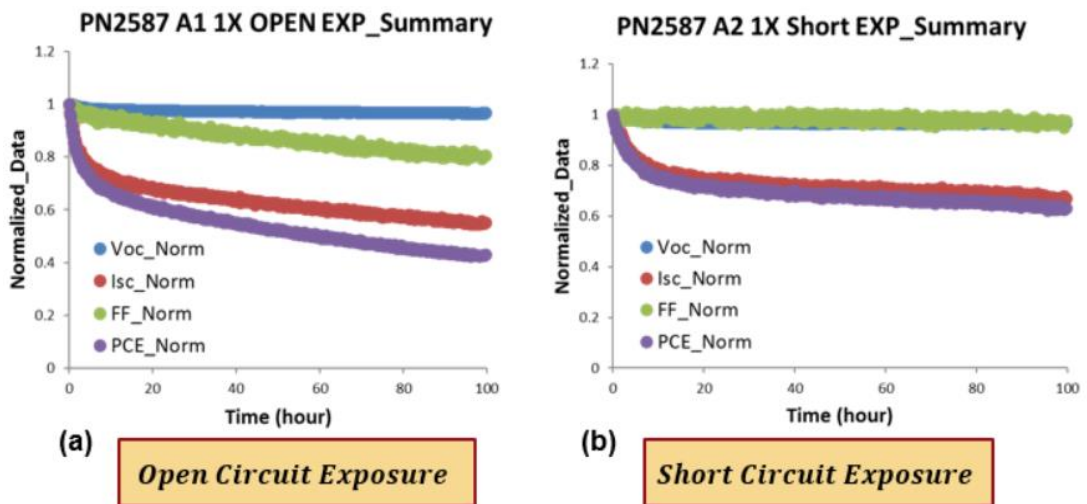 PN2587 A1 1X OPEN EXP_Summary
1.2
1
0.8
0.6
0.4
0.2
0
Normalized_Data
Voc_Norm
Isc_Norm
FF_Norm
PCE_Norm
0 20 40 60 80 100
Time (hour)
(a)
Open Circuit Exposure
PN2587 A2 1X Short EXP_Summary
1.2
1
0.8
0.6
0.4
0.2
0
Normalized_Data
Voc_Norm
Isc_Norm
FF_Norm
PCE_Norm
0 20 40 60 80 100
Time (hour)
(b)
Short Circuit Exposure